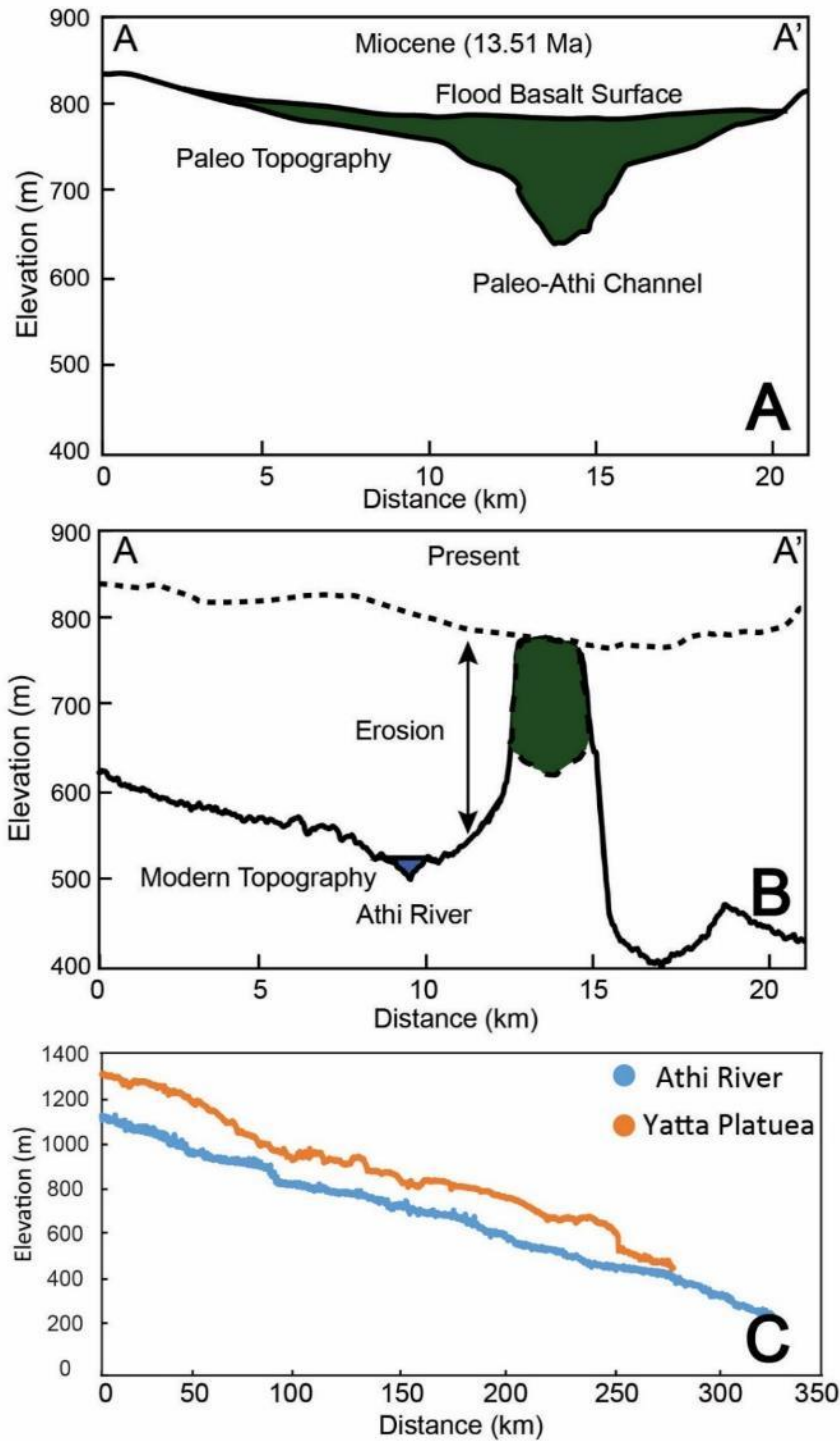 900
A
Miocene (13.51 Ma)
A'
800
Flood Basalt Surface
Paleo Topography
700
600
Paleo-Athi Channel
500
400
A
Elevation (m)
0 5 10 15 20
Distance (km)
900
A
Present
A'
800
700
Erosion
600
500
Modern Topography
Athi River
400
B
Elevation (m)
0 5 10 15 20
Distance (km)
1400
1200
1000
800
600
400
200
0
Elevation (m)
Athi River
Yatta Platuea
C
0 50 100 150 200 250 300 350
Distance (km)